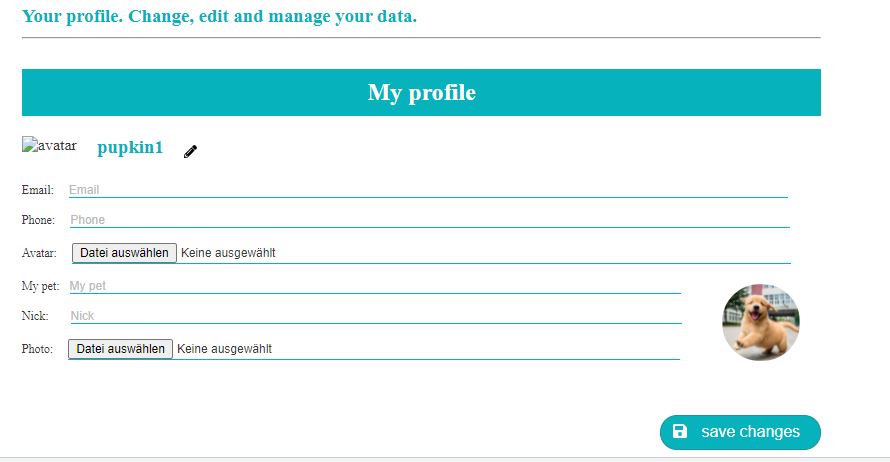 Your profile. Change, edit and manage your data.
My profile
avatar pupkin1
Email: Email
Phone: Phone
Avatar: Datei auswählen Keine ausgewählt
My pet: My pet
Nick: Nick
Photo: Datei auswählen Keine ausgewählt
save changes